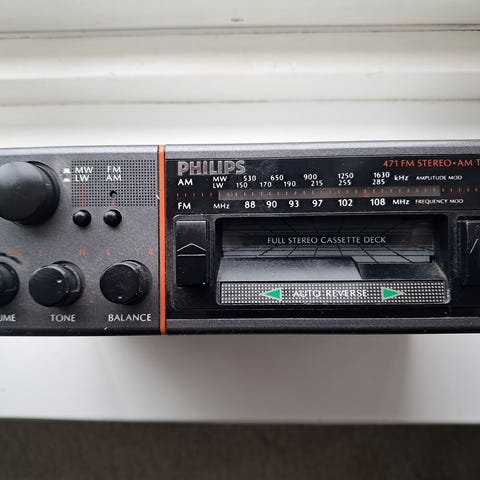 MW FM
LW AM
UME TONE BALANCE
PHILIPS 471 FM STEREO • AM T
AM MW 530 650 900 1250 1630 kHz AMPLITUDE MOD
LW 150 170 190 215 255 285
FM MHz 88 90 93 97 102 108 MHz FREQUENCY MOD
FULL STEREO CASSETTE DECK
AUTO REVERSE